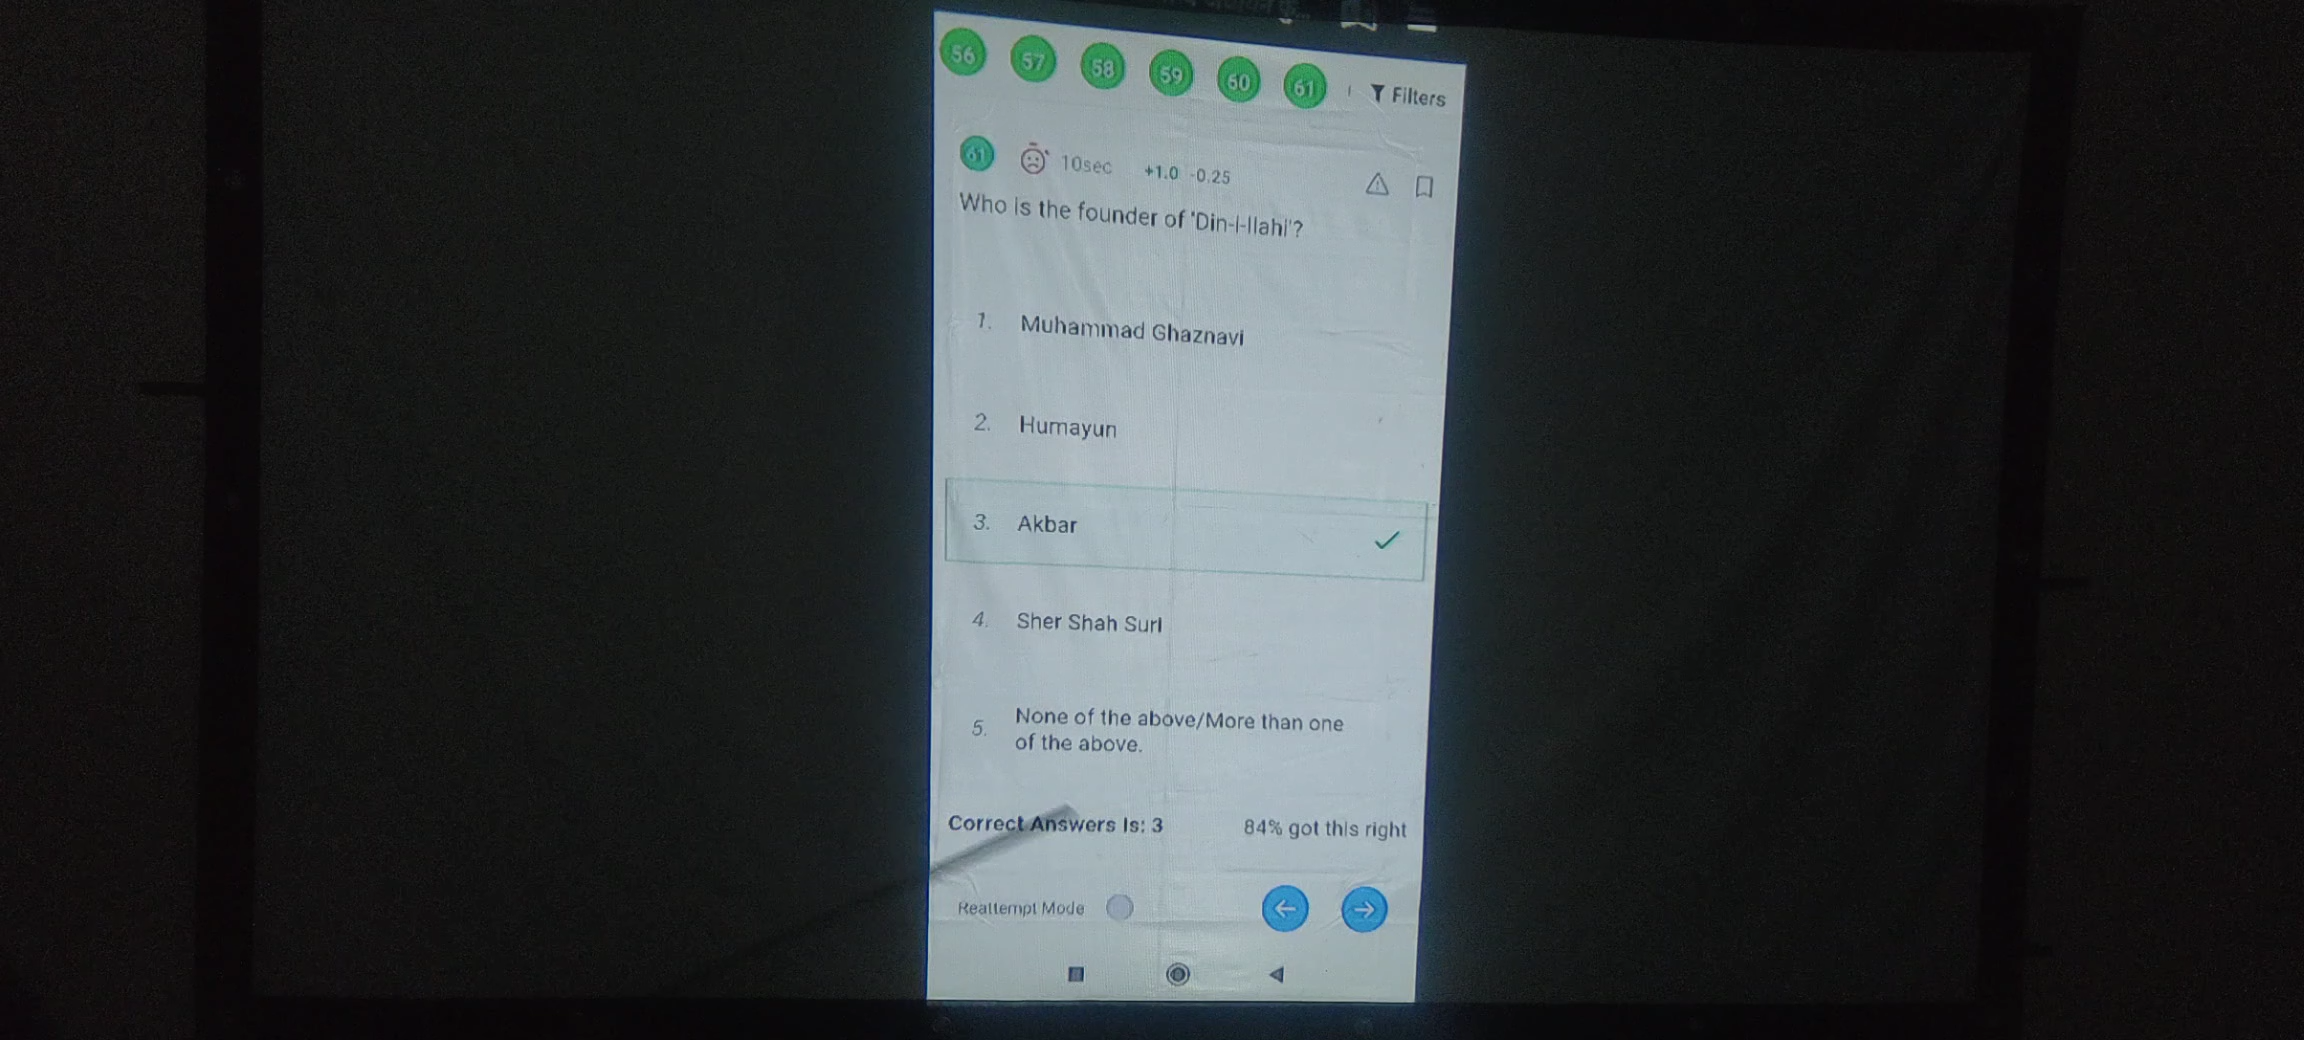 56 57 58 59 60 61 Filters
61 10sec +1.0 -0.25
Who is the founder of 'Din-I-Ilahi'?
1. Muhammad Ghaznavi
2. Humayun
3. Akbar
4. Sher Shah Suri
5. None of the above/More than one
of the above.
Correct Answers Is: 3 84% got this right
Reattempt Mode